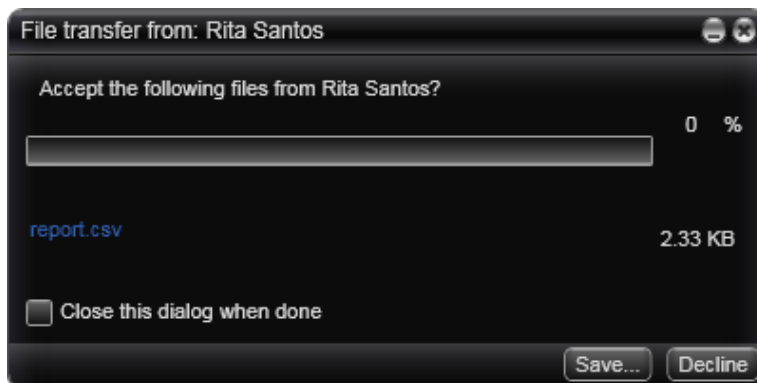 File transfer from: Rita Santos
Accept the following files from Rita Santos?
0 %
report.csv
2.33 KB
Close this dialog when done
Save... Decline